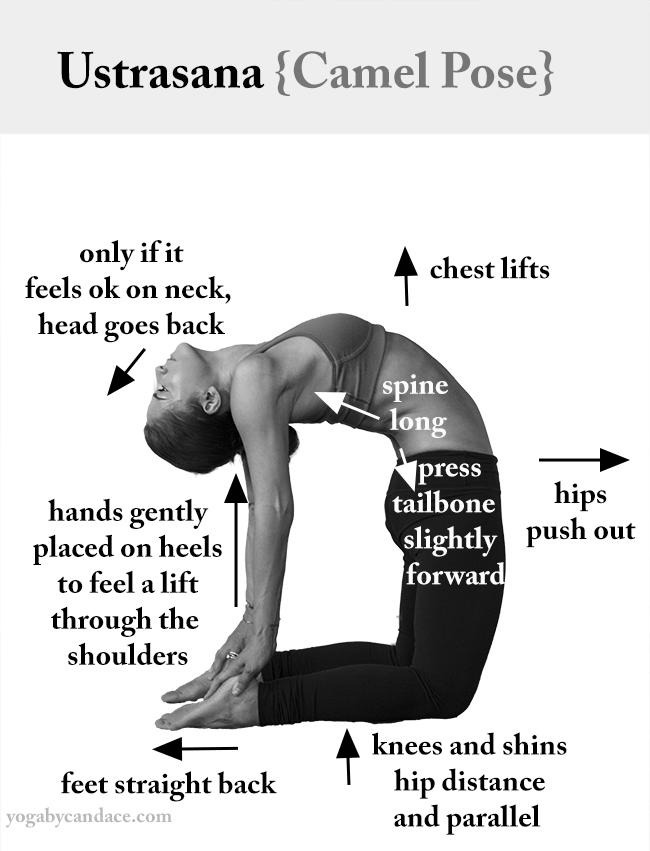 Ustrasana {Camel Pose}
only if it
feels ok on neck,
head goes back
chest lifts
spine
long
press
tailbone
slightly
forward
hips
push out
hands gently
placed on heels
to feel a lift
through the
shoulders
knees and shins
hip distance
and parallel
feet straight back
yogabycandace.com